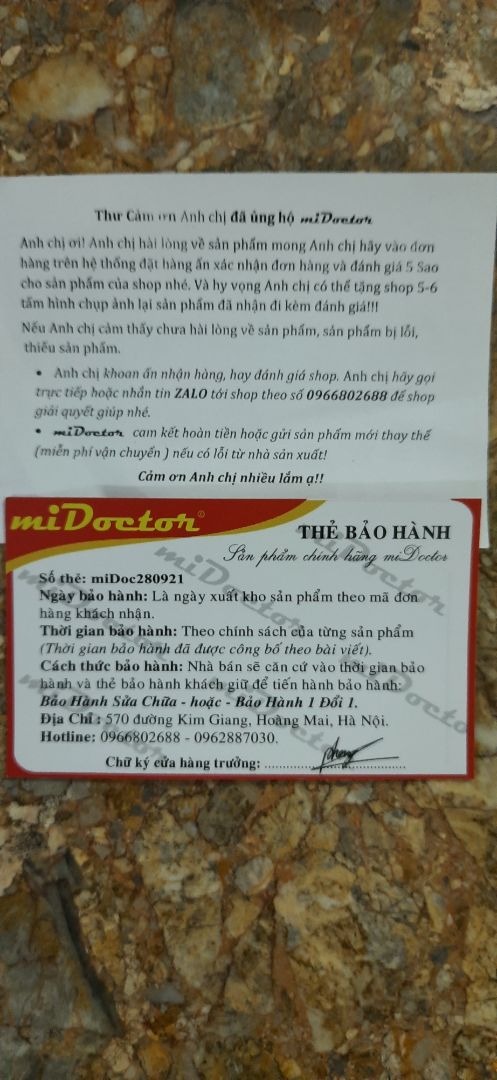 Thư Cảm ơn Anh chị đã ủng hộ miDoctor
Anh chị ơi! Anh chị hài lòng về sản phẩm mong Anh chị hãy vào đơn
hàng trên hệ thống đặt hàng ấn xác nhận đơn hàng và đánh giá 5 Sao
cho sản phẩm của shop nhé. Và hy vọng Anh chị có thể tặng shop 5-6
tấm hình chụp ảnh lại sản phẩm đã nhận đi kèm đánh giá!!!
Nếu Anh chị cảm thấy chưa hài lòng về sản phẩm, sản phẩm bị lỗi,
thiếu sản phẩm.
• Anh chị khoan ấn nhận hàng, hay đánh giá shop. Anh chị hãy gọi
trực tiếp hoặc nhắn tin ZALO tới shop theo số 0966802688 để shop
giải quyết giúp nhé.
• miDoctor cam kết hoàn tiền hoặc gửi sản phẩm mới thay thế
(miễn phí vận chuyển ) nếu có lỗi từ nhà sản xuất!
Cảm ơn Anh chị nhiều lắm ạ!!
miDoctor©
THẺ BẢO HÀNH
Sản phẩm chính hãng miDoctor
Số thẻ: miDoc280921
Ngày bảo hành: Là ngày xuất kho sản phẩm theo mã đơn
hàng khách nhận.
Thời gian bảo hành: Theo chính sách của từng sản phẩm
(Thời gian bảo hành đã được công bố theo bài viết).
Cách thức bảo hành: Nhà bán sẽ căn cứ vào thời gian bảo
hành và thẻ bảo hành khách giữ để tiến hành bảo hành:
Bảo Hành Sửa Chữa - hoặc - Bảo Hành 1 Đổi 1.
Địa Chỉ : 570 đường Kim Giang, Hoàng Mai, Hà Nội.
Hotline: 0966802688 - 0962887030.
Chữ ký cửa hàng trưởng: ....................................